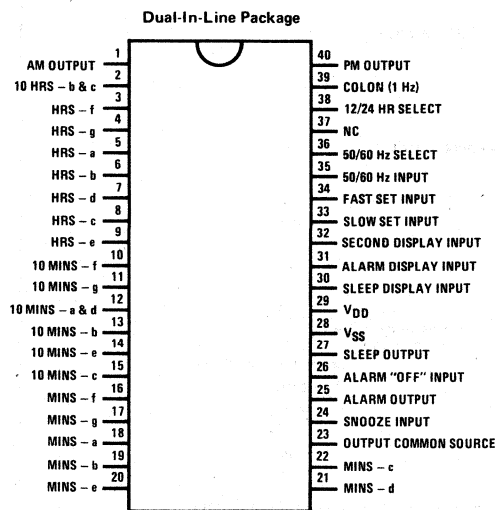 Dual-In-Line Package
1
AM OUTPUT
2
10 HRS – b & c
3
HRS – f
4
HRS – g
5
HRS – a
6
HRS – b
7
HRS – d
8
HRS – c
9
HRS – e
10
10 MINS – f
11
10 MINS – g
12
10 MINS – a & d
13
10 MINS – b
14
10 MINS – e
15
10 MINS – c
16
MINS – f
17
MINS – g
18
MINS – a
19
MINS – b
20
MINS – e
40
PM OUTPUT
39
COLON (1 Hz)
38
12/24 HR SELECT
37
NC
36
50/60 Hz SELECT
35
50/60 Hz INPUT
34
FAST SET INPUT
33
SLOW SET INPUT
32
SECOND DISPLAY INPUT
31
ALARM DISPLAY INPUT
30
SLEEP DISPLAY INPUT
29
VDD
28
VSS
27
SLEEP OUTPUT
26
ALARM "OFF" INPUT
25
ALARM OUTPUT
24
SNOOZE INPUT
23
OUTPUT COMMON SOURCE
22
MINS – c
21
MINS – d